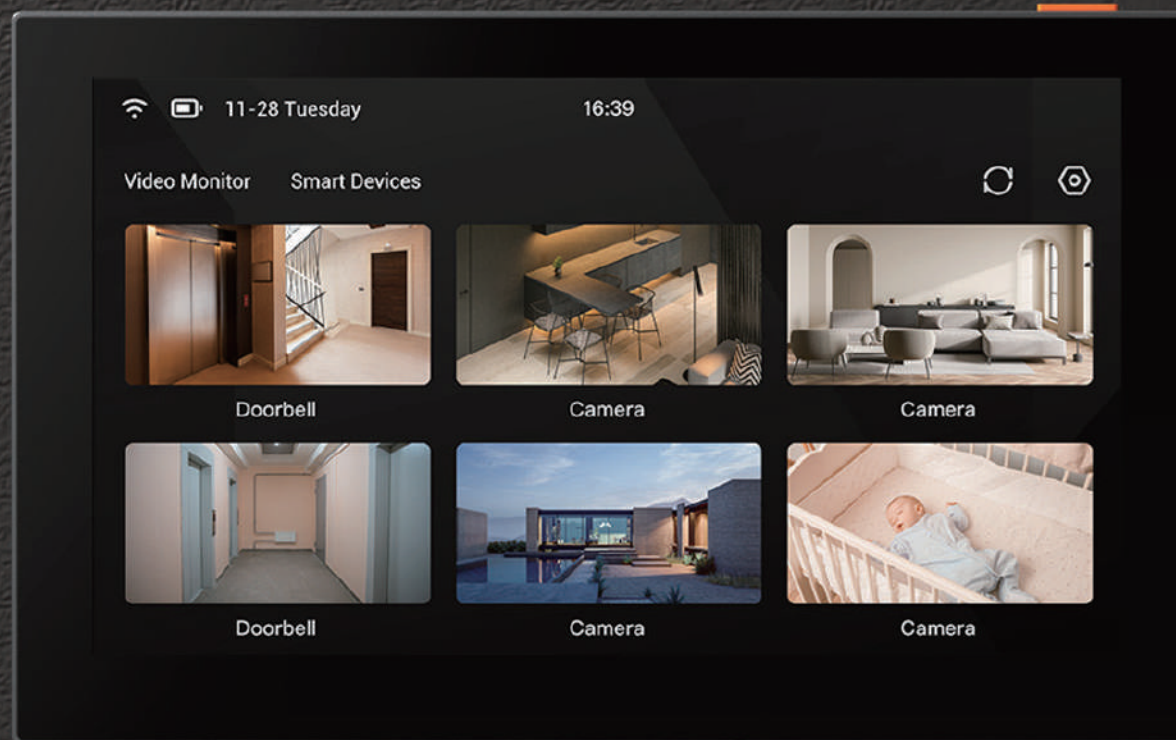 11-28 Tuesday
16:39
Video Monitor
Smart Devices
Doorbell
Camera
Camera
Doorbell
Camera
Camera